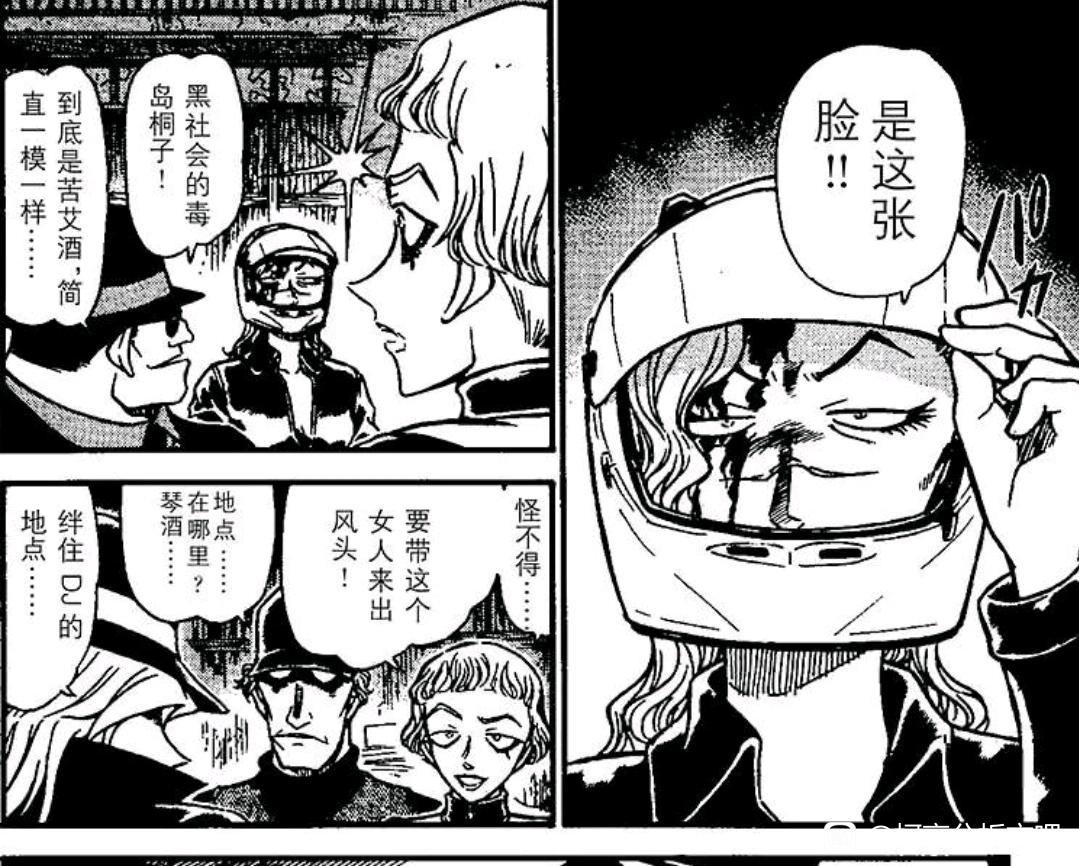 是这张
脸!!
パカ
黑社会的毒
岛桐子!
到底是苦艾酒,简
直一模一样……
怪不得……
要带这个
女人来出
风头!
地点……
在哪里?
琴酒……
绊住DJ的
地点……